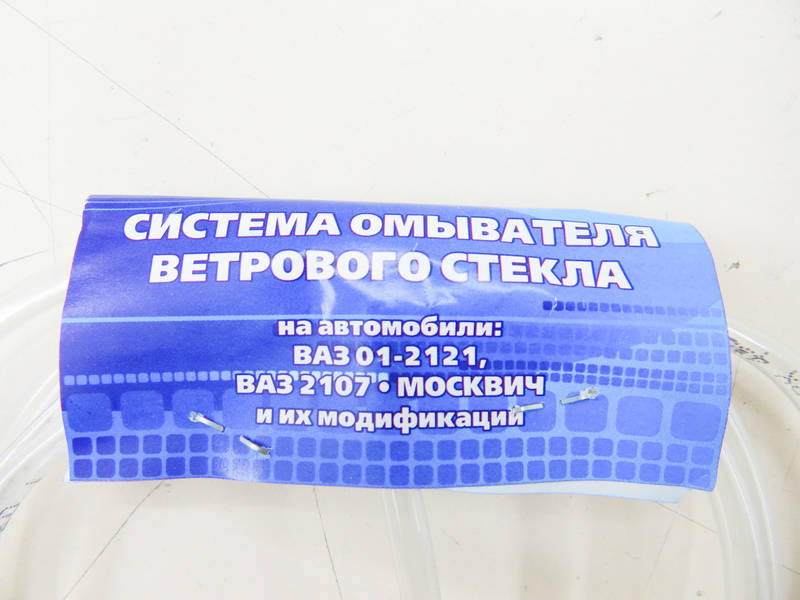 СИСТЕМА ОМЫВАТЕЛЯ
ВЕТРОВОГО СТЕКЛА
на автомобили:
ВАЗ 01-2121,
ВАЗ 2107 • МОСКВИЧ
и их модификаций